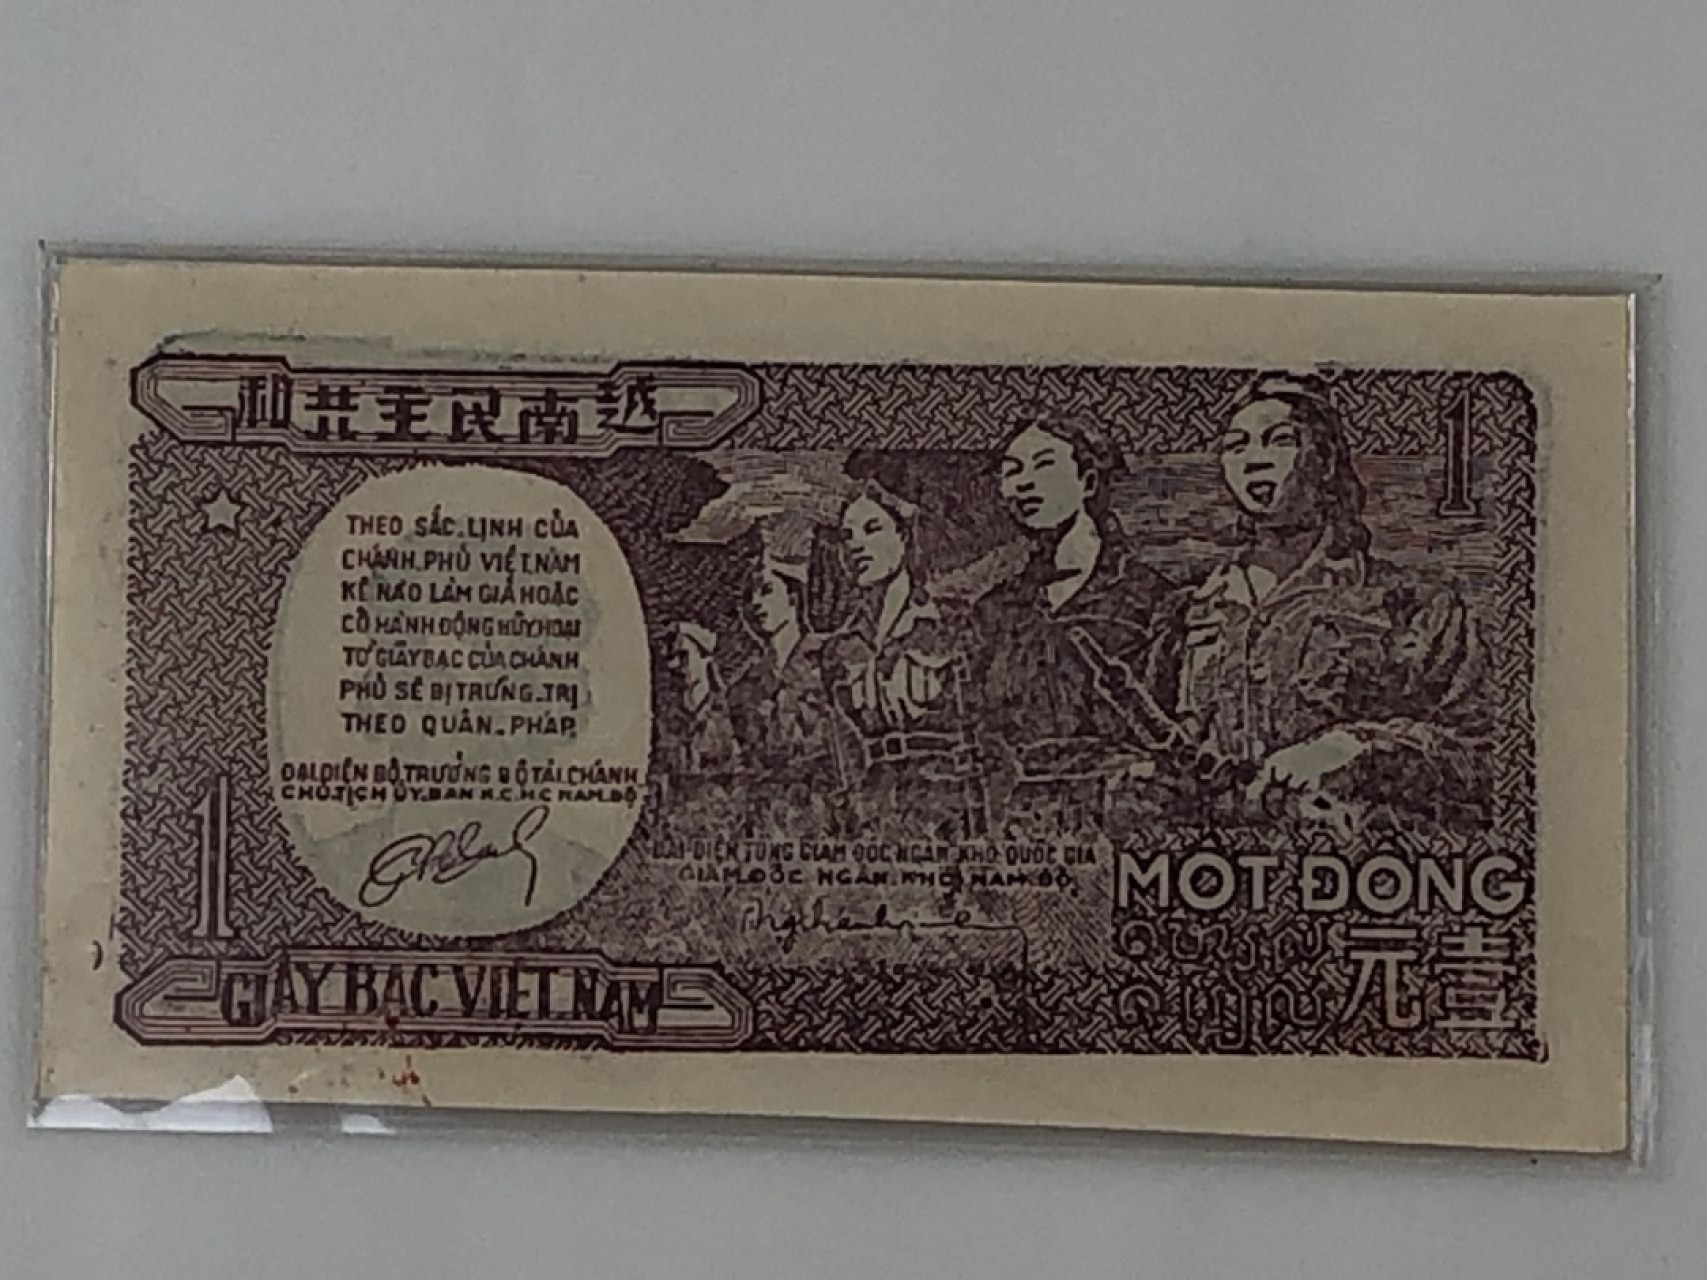 和共主民南越
1
THEO SẮC.LỊNH CỦA
CHÁNH.PHỦ VIỆT.NAM
KẺ NÀO LÀM GIẢ HOẶC
CÓ HÀNH ĐỘNG HỦY HOẠI
TỜ GIẤY BẠC CỦA CHÁNH
PHỦ SẼ BỊ TRƯNG.TRỊ
THEO QUÂN.PHÁP.
ĐẠI.DIỆN BỘ.TRƯỞNG BỘ TÀI.CHÁNH
CHỦ.TỊCH ỦY.BAN K.C.H.C NAM.BỘ
ĐẠI-DIỆN TỔNG GIÁM ĐỐC NGÂN.KHỐ QUỐC GIA
GIÁM.ĐỐC NGÂN.KHỐ NAM.BỘ.
1
MỘT ĐỒNG
元壹
GIẤY BẠC VIỆT NAM